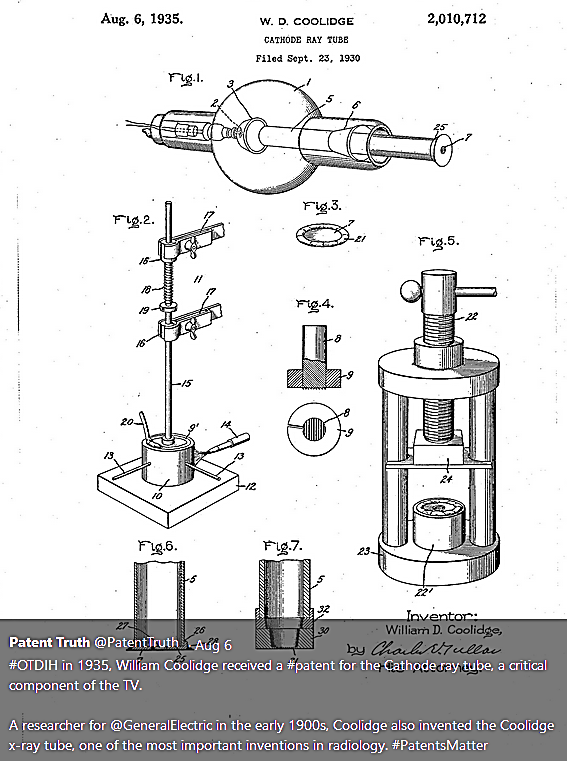 Aug. 6, 1935. W. D. COOLIDGE 2,010,712
CATHODE RAY TUBE
Filed Sept. 23, 1930
Fig.1.
1
2
3
5
6
25
7
Fig.2.
17
16
18
11
19
17
16
15
20
9'
14
13
13
10
12
Fig.3.
7
21
Fig.4.
8
9
8
9
Fig.5.
22
24
23
22'
Fig.6.
5
27
26
28
Fig.7.
5
32
30
Inventor:
William D. Coolidge,
by Charles
Patent Truth @PatentTruth · Aug 6
#OTDIH in 1935, William Coolidge received a #patent for the Cathode ray tube, a critical
component of the TV.
A researcher for @GeneralElectric in the early 1900s, Coolidge also invented the Coolidge
x-ray tube, one of the most important inventions in radiology. #PatentsMatter